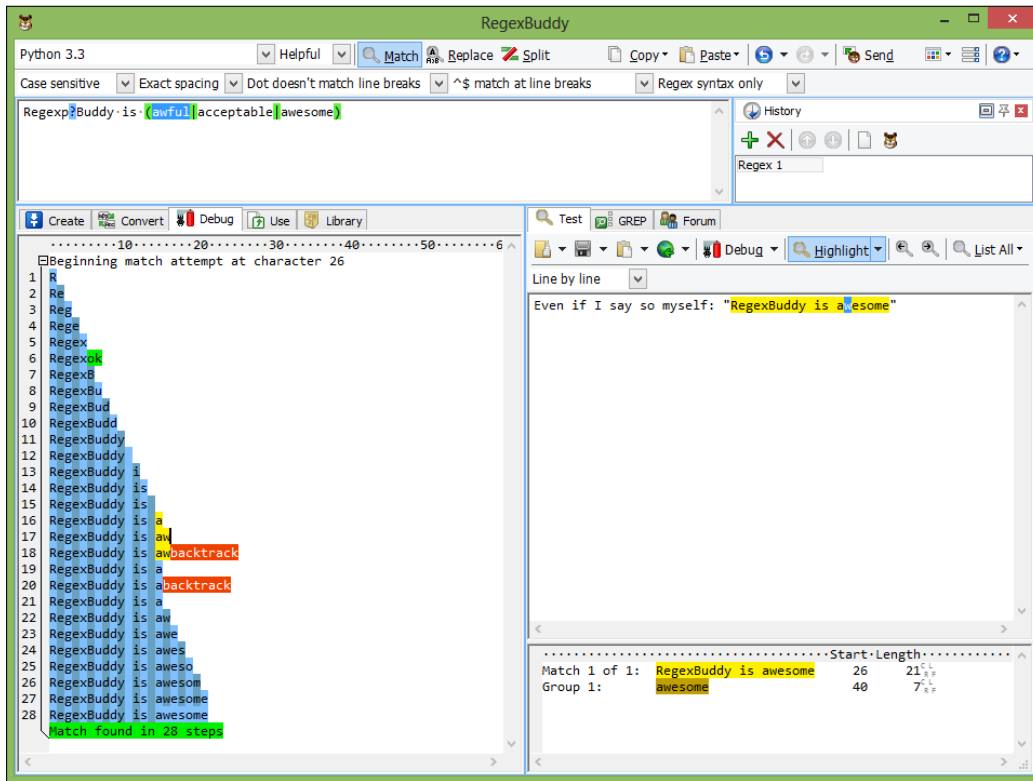 RegexBuddy
Python 3.3 Helpful Match Replace Split Copy Paste Send
Case sensitive Exact spacing Dot doesn't match line breaks ^$ match at line breaks Regex syntax only
Regexp?Buddy·is·(awful|acceptable|awesome)
History
Regex 1
Create Convert Debug Use Library
·········10·······20·······30·······40·······50·······6
Beginning match attempt at character 26
1 R
2 Re
3 Reg
4 Rege
5 Regex
6 Regexok
7 RegexB
8 RegexBu
9 RegexBud
10 RegexBudd
11 RegexBuddy
12 RegexBuddy
13 RegexBuddy i
14 RegexBuddy is
15 RegexBuddy is
16 RegexBuddy is a
17 RegexBuddy is aw
18 RegexBuddy is awbacktrack
19 RegexBuddy is a
20 RegexBuddy is abacktrack
21 RegexBuddy is a
22 RegexBuddy is aw
23 RegexBuddy is awe
24 RegexBuddy is awes
25 RegexBuddy is aweso
26 RegexBuddy is awesom
27 RegexBuddy is awesome
28 RegexBuddy is awesome
Match found in 28 steps
Test GREP Forum
Debug Highlight List All
Line by line
Even if I say so myself: "RegexBuddy is awesome"
Start·Length
Match 1 of 1: RegexBuddy is awesome 26 21 CL RF
Group 1: awesome 40 7 CL RF